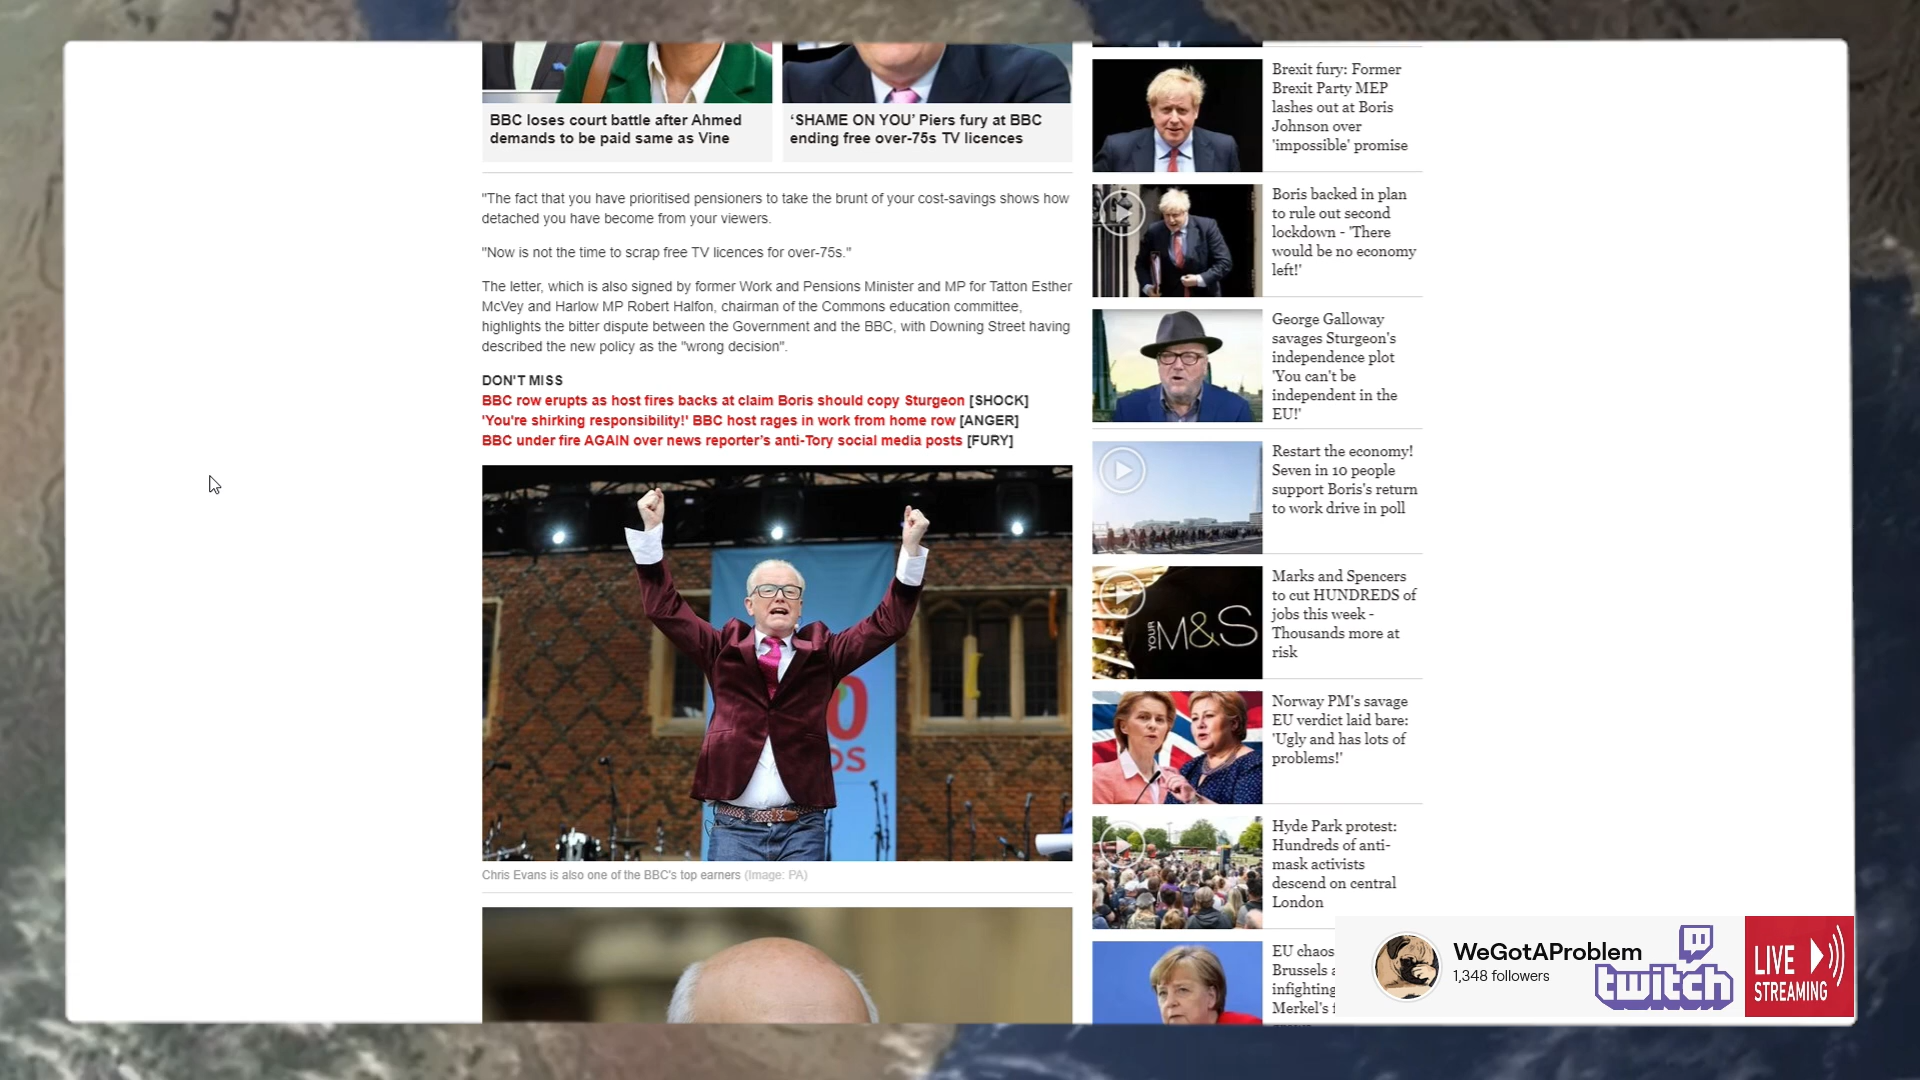 BBC loses court battle after Ahmed
demands to be paid same as Vine
‘SHAME ON YOU’ Piers fury at BBC
ending free over-75s TV licences
"The fact that you have prioritised pensioners to take the brunt of your cost-savings shows how
detached you have become from your viewers.
"Now is not the time to scrap free TV licences for over-75s."
The letter, which is also signed by former Work and Pensions Minister and MP for Tatton Esther
McVey and Harlow MP Robert Halfon, chairman of the Commons education committee,
highlights the bitter dispute between the Government and the BBC, with Downing Street having
described the new policy as the "wrong decision".
DON'T MISS
BBC row erupts as host fires backs at claim Boris should copy Sturgeon [SHOCK]
'You're shirking responsibility!' BBC host rages in work from home row [ANGER]
BBC under fire AGAIN over news reporter’s anti-Tory social media posts [FURY]
0
OS
Chris Evans is also one of the BBC's top earners (Image: PA)
Brexit fury: Former
Brexit Party MEP
lashes out at Boris
Johnson over
'impossible' promise
Boris backed in plan
to rule out second
lockdown - 'There
would be no economy
left!'
George Galloway
savages Sturgeon's
independence plot
'You can't be
independent in the
EU!'
Restart the economy!
Seven in 10 people
support Boris's return
to work drive in poll
YOUR M&S
Marks and Spencers
to cut HUNDREDS of
jobs this week -
Thousands more at
risk
Norway PM's savage
EU verdict laid bare:
'Ugly and has lots of
problems!'
Hyde Park protest:
Hundreds of anti-
mask activists
descend on central
London
EU chaos
Brussels
infighting
Merkel's
WeGotAProblem
1,348 followers
twitch
LIVE
STREAMING